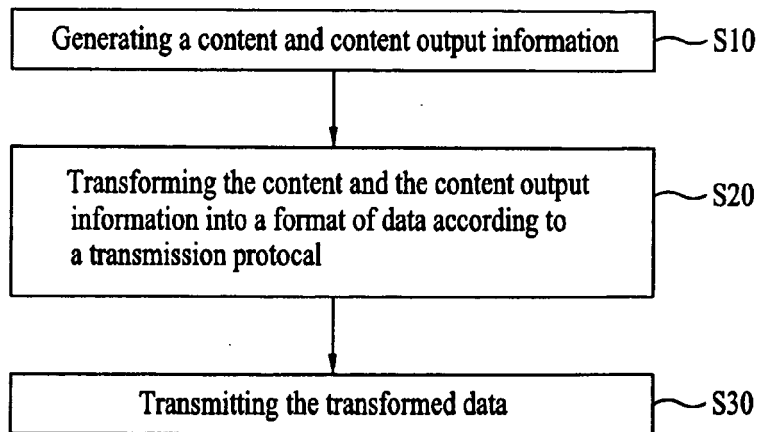 Generating a content and content output information
S10
Transforming the content and the content output
information into a format of data according to
a transmission protocal
S20
Transmitting the transformed data
S30